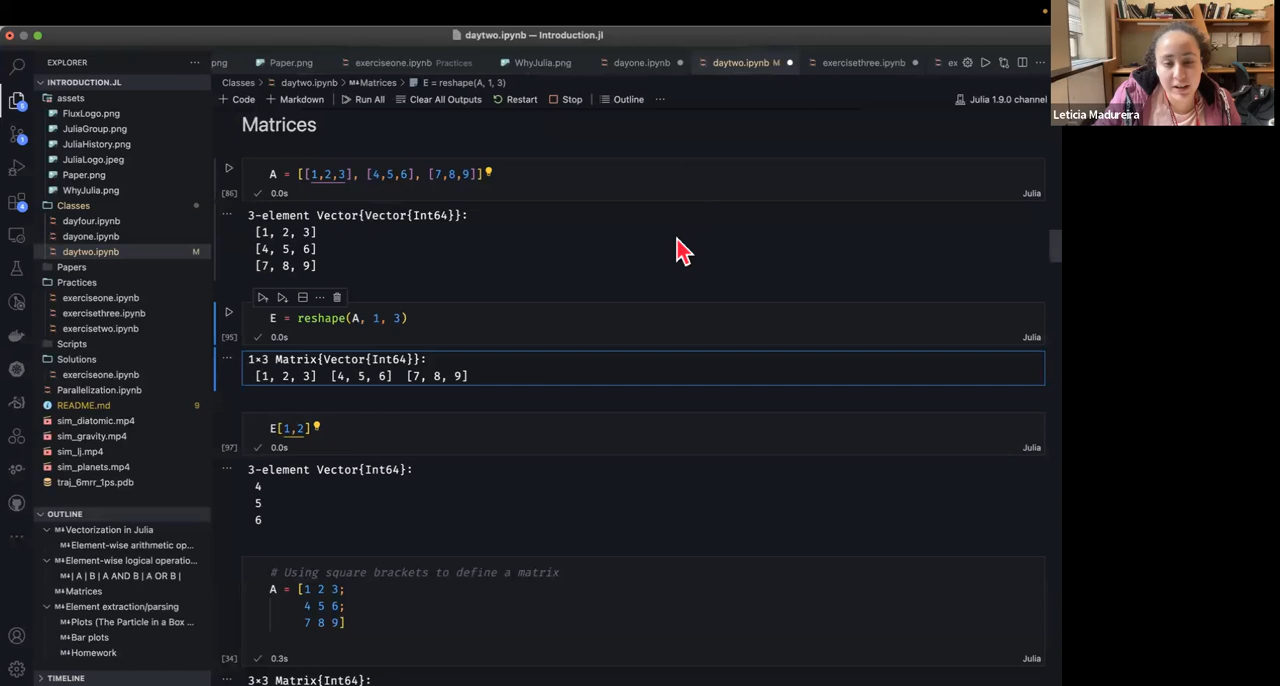 daytwo.ipynb — Introduction.jl
EXPLORER
png
Paper.png
exerciseone.ipynb Practices
WhyJulia.png
dayone.ipynb
daytwo.ipynb M
exercisethree.ipynb
ex
INTRODUCTION.JL
Classes > daytwo.ipynb > M↓Matrices > E = reshape(A, 1, 3)
+ Code
+ Markdown
Run All
Clear All Outputs
Restart
Stop
Outline
Julia 1.9.0 channel
Leticia Madureira
assets
FluxLogo.png
JuliaGroup.png
JuliaHistory.png
JuliaLogo.jpeg
Paper.png
WhyJulia.png
Classes
dayfour.ipynb
dayone.ipynb
daytwo.ipynb M
Papers
Practices
exerciseone.ipynb
exercisethree.ipynb
exercisetwo.ipynb
Scripts
Solutions
exerciseone.ipynb
Parallelization.ipynb
README.md 9
sim_diatomic.mp4
sim_gravity.mp4
sim_lj.mp4
sim_planets.mp4
traj_6mrr_1ps.pdb
OUTLINE
M↓Vectorization in Julia
M↓Element-wise arithmetic op...
M↓Element-wise logical operatio...
M↓| A | B | A AND B | A OR B |
M↓Matrices
M↓Element extraction/parsing
M↓Plots (The Particle in a Box ...
M↓Bar plots
M↓Homework
TIMELINE
5
1
4
Matrices
A = [[1,2,3], [4,5,6], [7,8,9]]
[86] 0.0s Julia
3-element Vector{Vector{Int64}}:
[1, 2, 3]
[4, 5, 6]
[7, 8, 9]
E = reshape(A, 1, 3)
[95] 0.0s Julia
1×3 Matrix{Vector{Int64}}:
[1, 2, 3] [4, 5, 6] [7, 8, 9]
E[1,2]
[97] 0.0s Julia
3-element Vector{Int64}:
4
5
6
# Using square brackets to define a matrix
A = [1 2 3;
4 5 6;
7 8 9]
[34] 0.3s Julia
3×3 Matrix{Int64}: